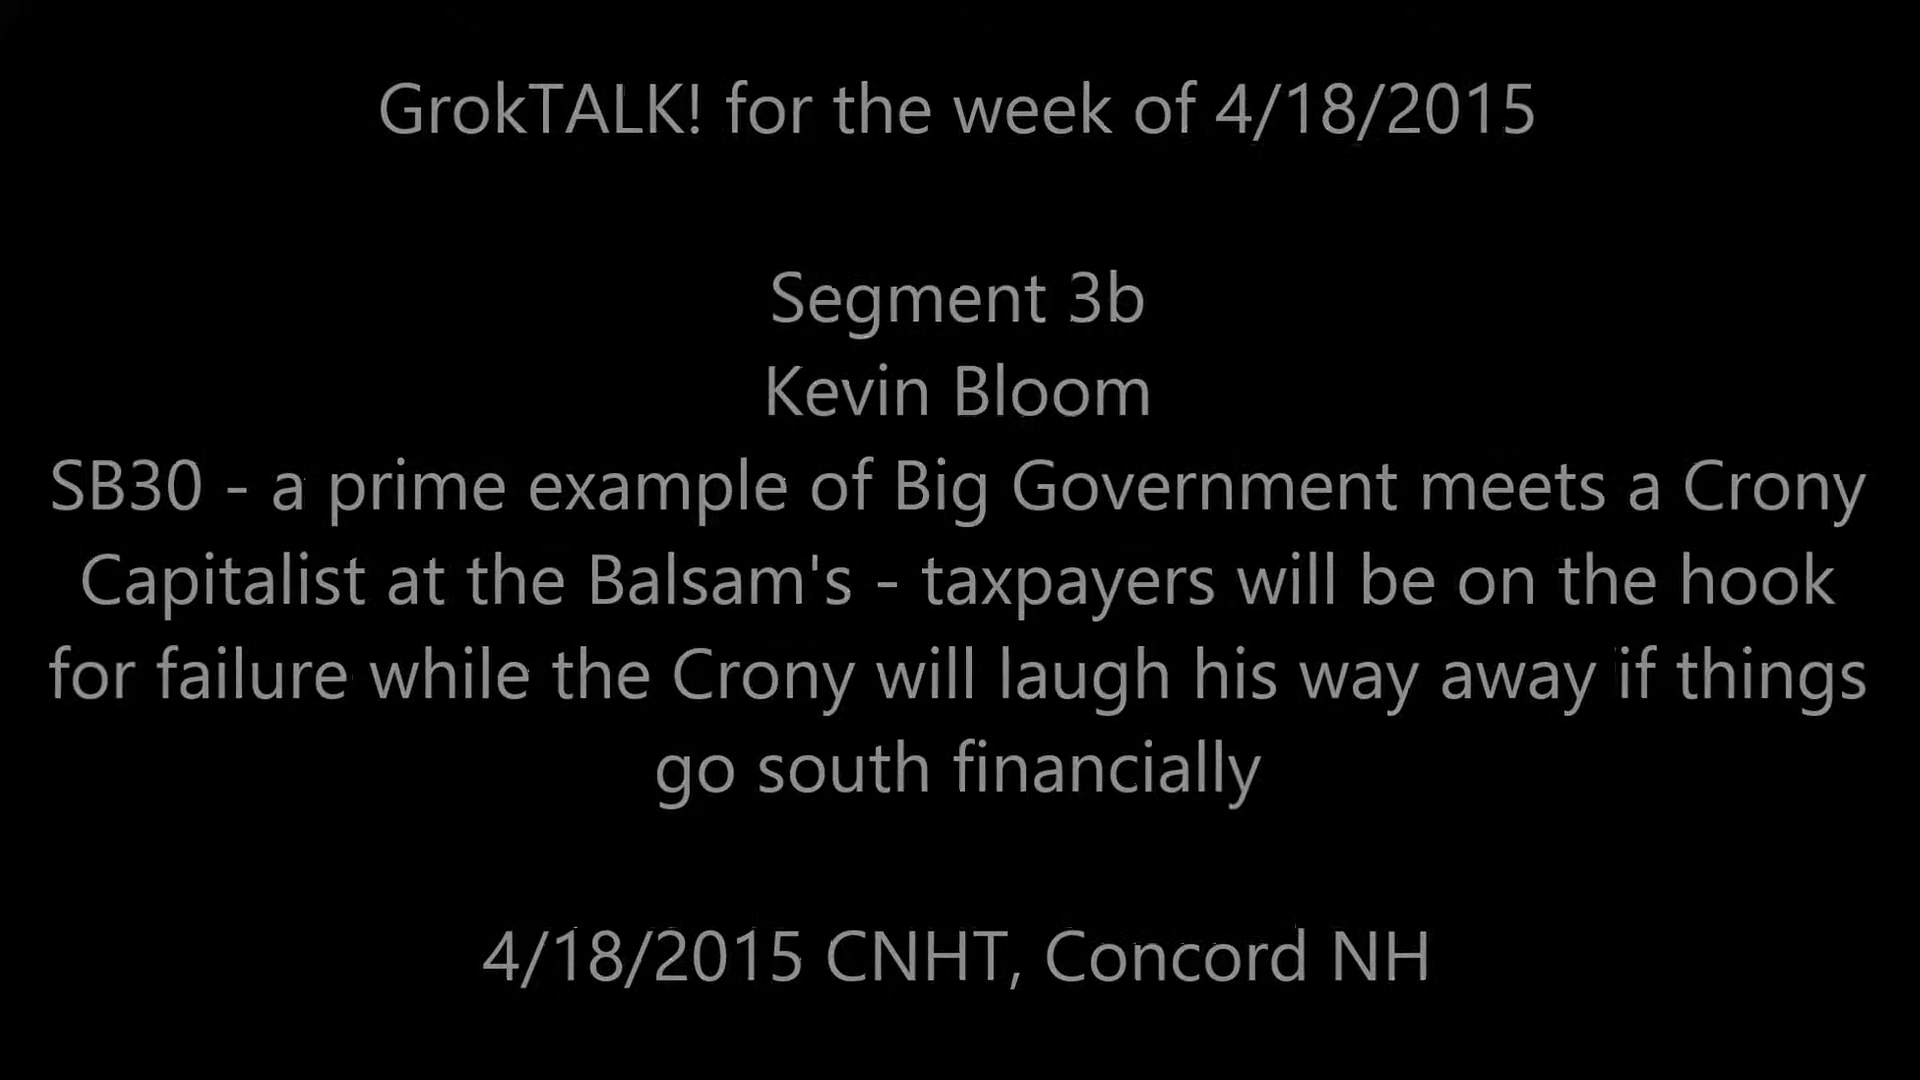 GrokTALK! for the week of 4/18/2015
Segment 3b
Kevin Bloom
SB30 - a prime example of Big Government meets a Crony
Capitalist at the Balsam's - taxpayers will be on the hook
for failure while the Crony will laugh his way away if things
go south financially
4/18/2015 CNHT, Concord NH